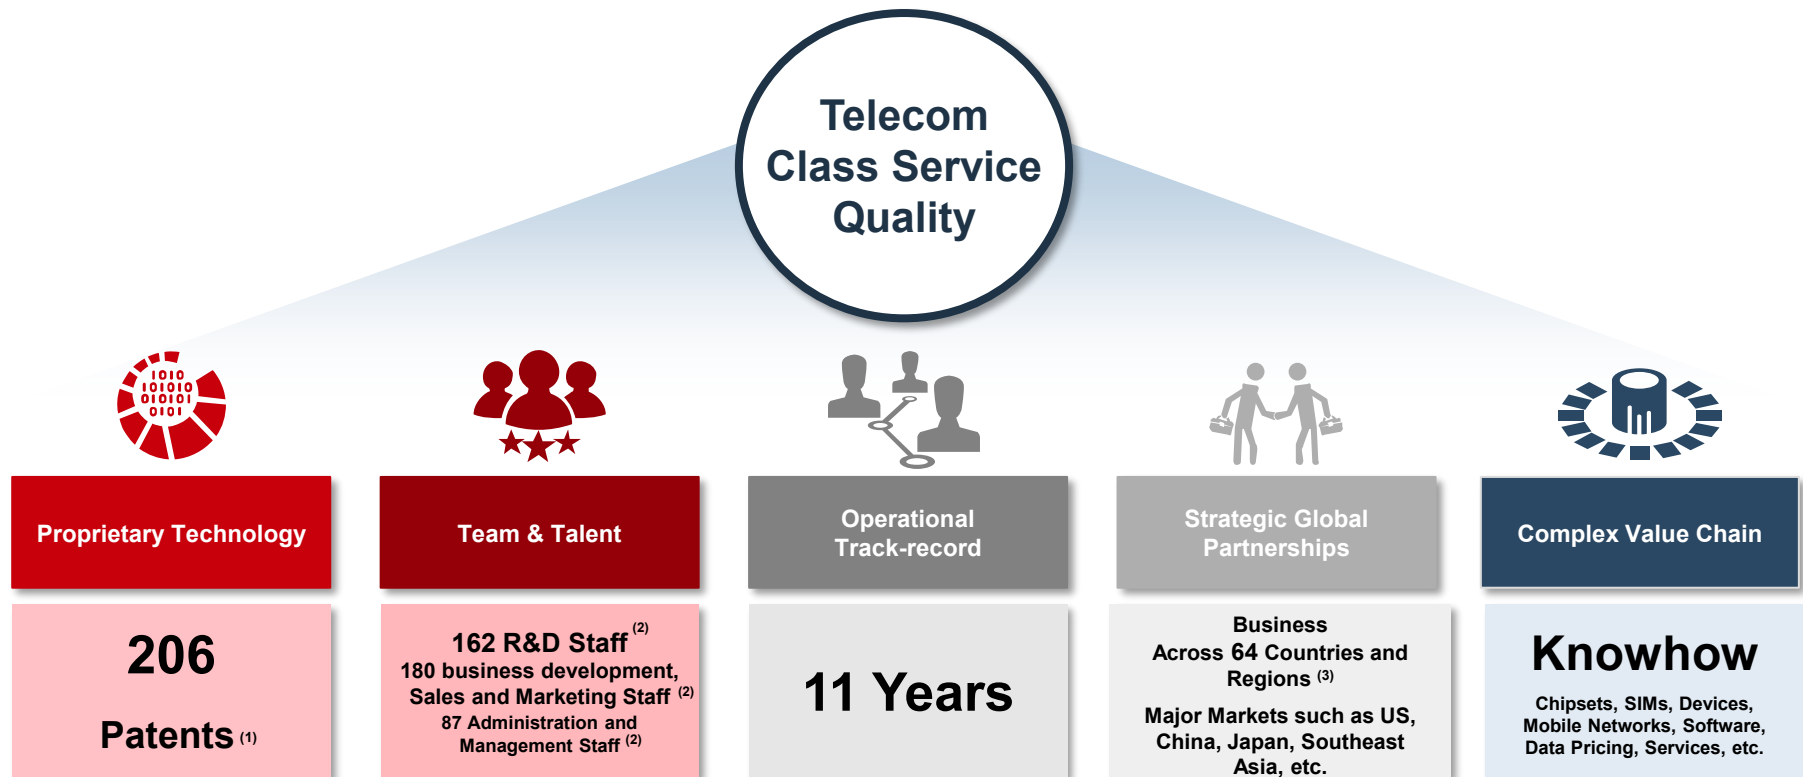 Telecom
Class Service
Quality
1010
101010
010101
0101
Proprietary Technology
206
Patents (1)
Team & Talent
162 R&D Staff (2)
180 business development,
Sales and Marketing Staff (2)
87 Administration and
Management Staff (2)
Operational
Track-record
11 Years
Strategic Global
Partnerships
Business
Across 64 Countries and
Regions (3)
Major Markets such as US,
China, Japan, Southeast
Asia, etc.
Complex Value Chain
Knowhow
Chipsets, SIMs, Devices,
Mobile Networks, Software,
Data Pricing, Services, etc.